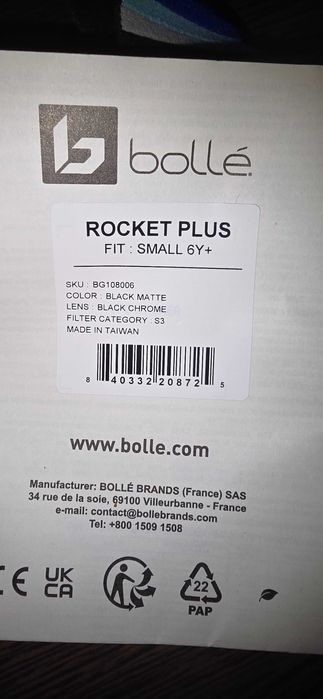 b bollé
ROCKET PLUS
FIT : SMALL 6Y+
SKU : BG108006
COLOR : BLACK MATTE
LENS : BLACK CHROME
FILTER CATEGORY : S3
MADE IN TAIWAN
8 40332 20872 5
www.bolle.com
Manufacturer: BOLLÉ BRANDS (France) SAS
34 rue de la soie, 69100 Villeurbanne - France
e-mail: contact@bollebrands.com
Tel: +800 1509 1508
CE UK
CA
22
PAP